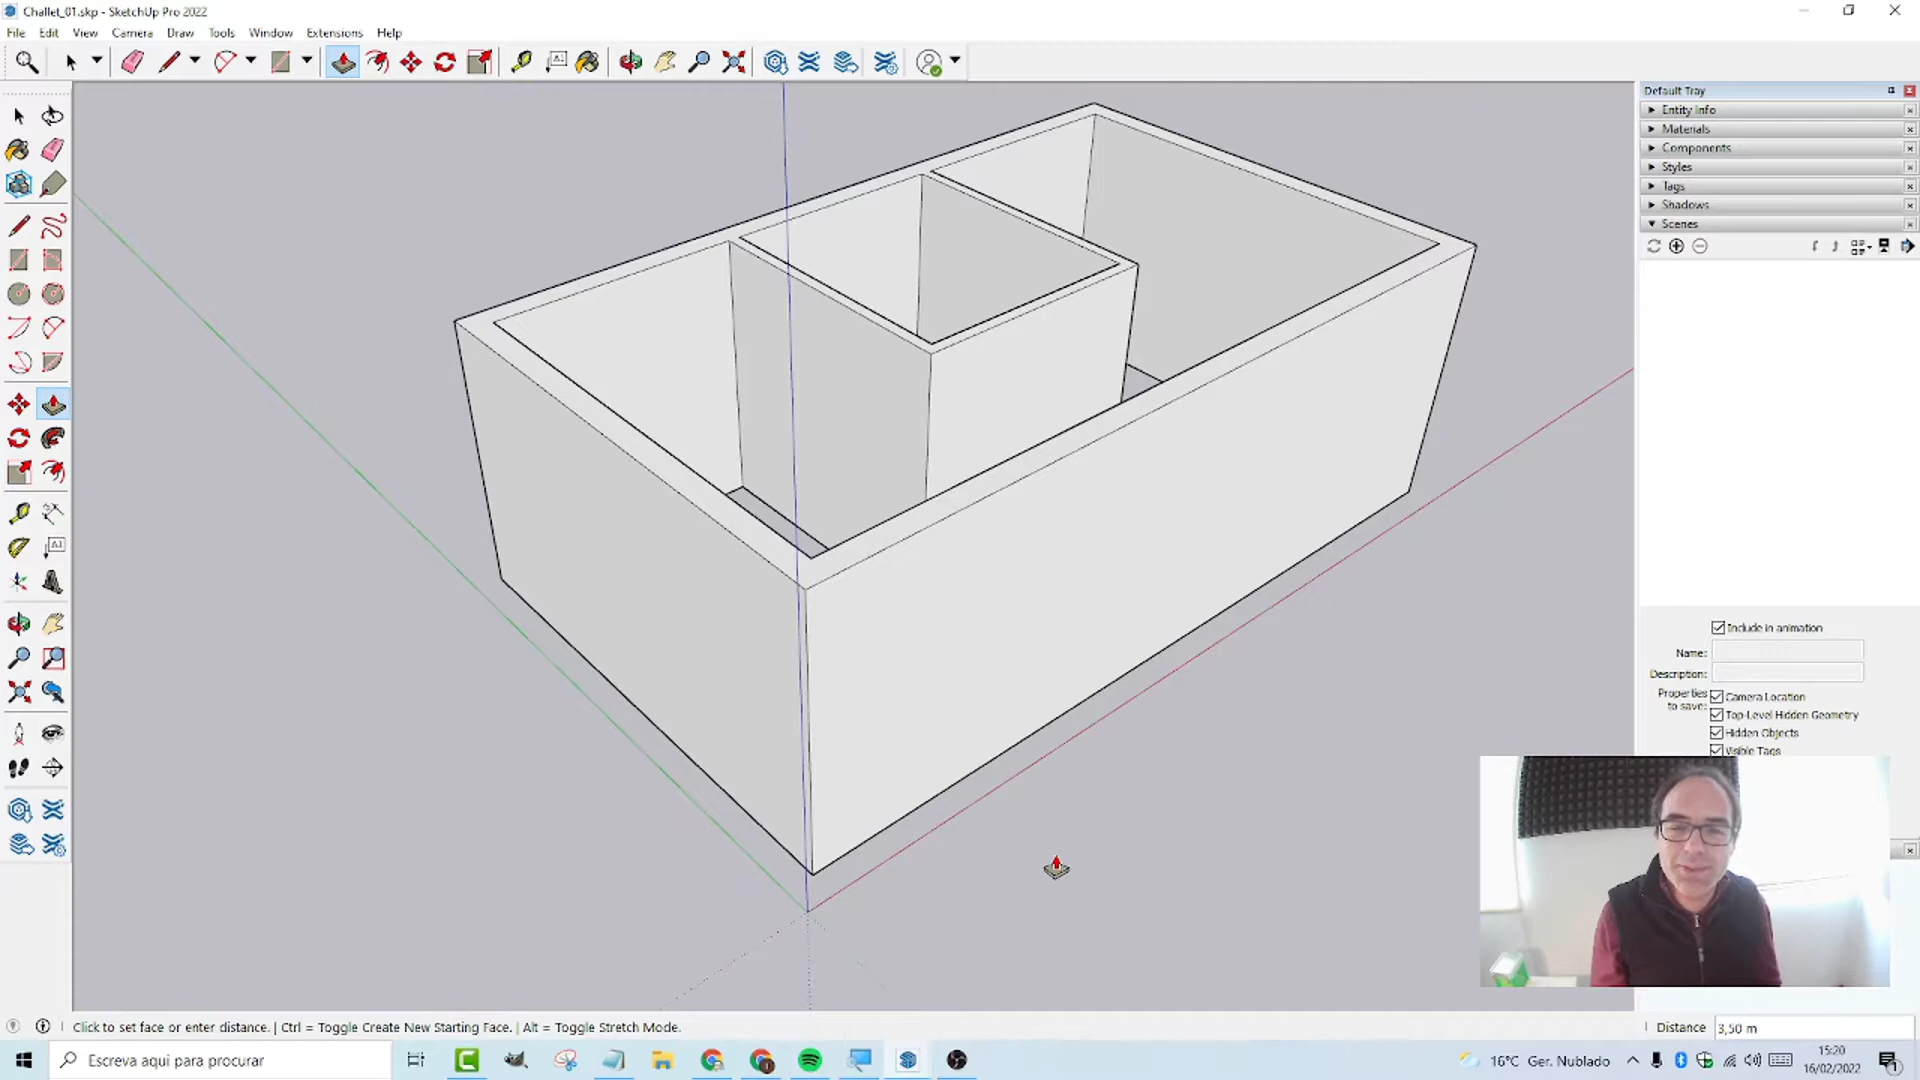 Challet_01.skp - SketchUp Pro 2022
File Edit View Camera Draw Tools Window Extensions Help
Default Tray
Entity Info
Materials
Components
Styles
Tags
Shadows
Scenes
Include in animation
Name:
Description:
Properties to save:
Camera Location
Top-Level Hidden Geometry
Hidden Objects
Visible Tags
Click to set face or enter distance. | Ctrl = Toggle Create New Starting Face. | Alt = Toggle Stretch Mode.
Distance 3,50 m
Escreva aqui para procurar
16°C Ger. Nublado
15:20
16/02/2022